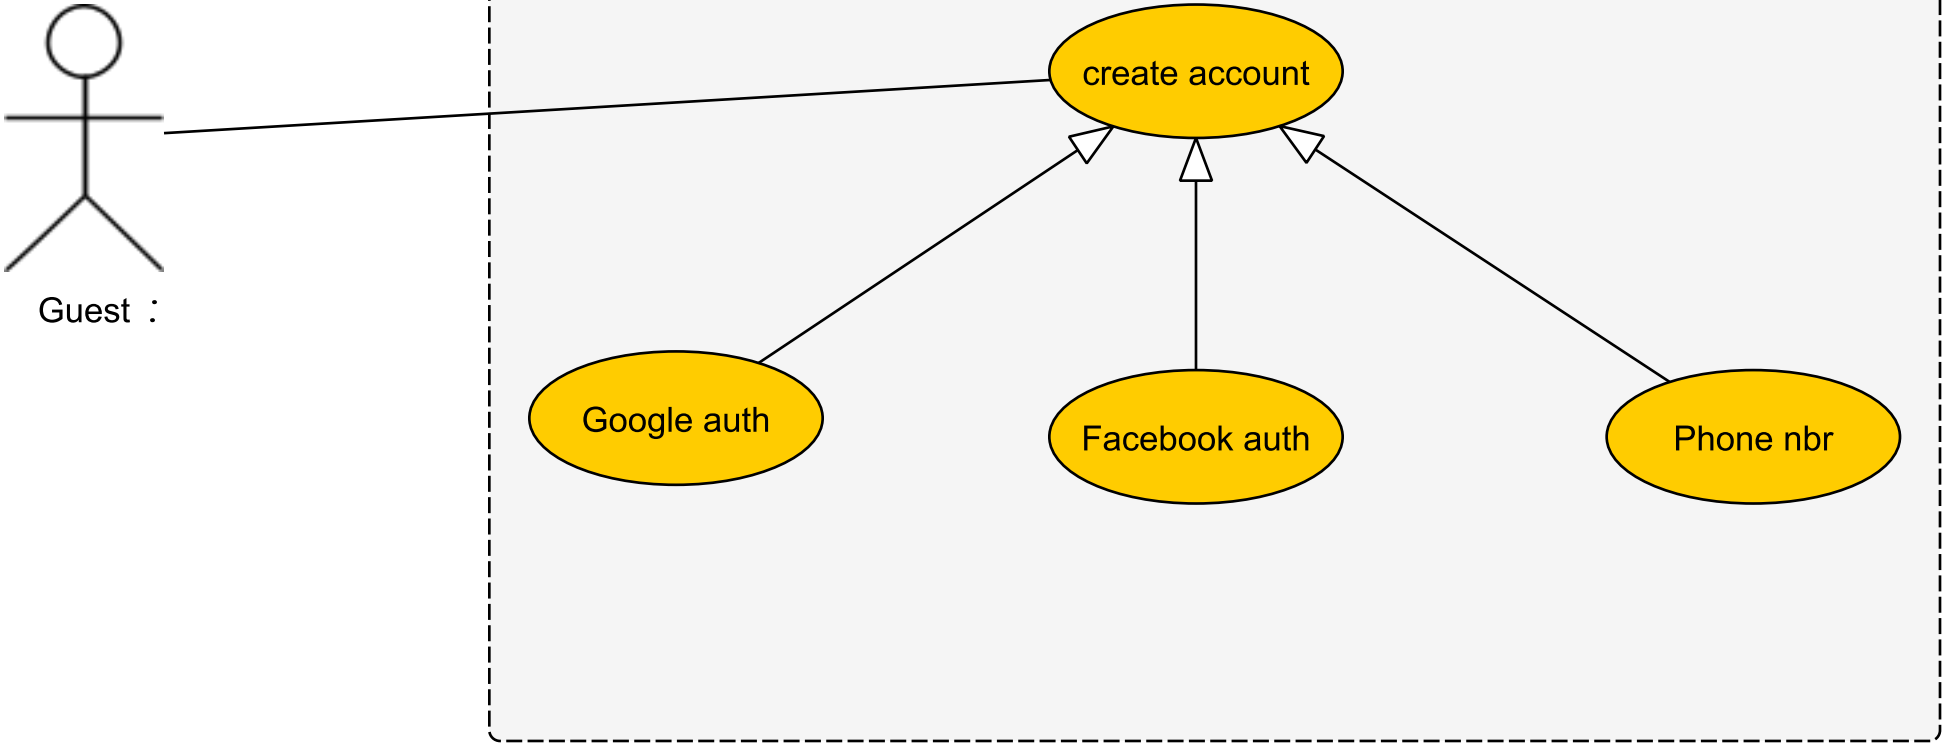 create account
Guest :
Google auth
Facebook auth
Phone nbr